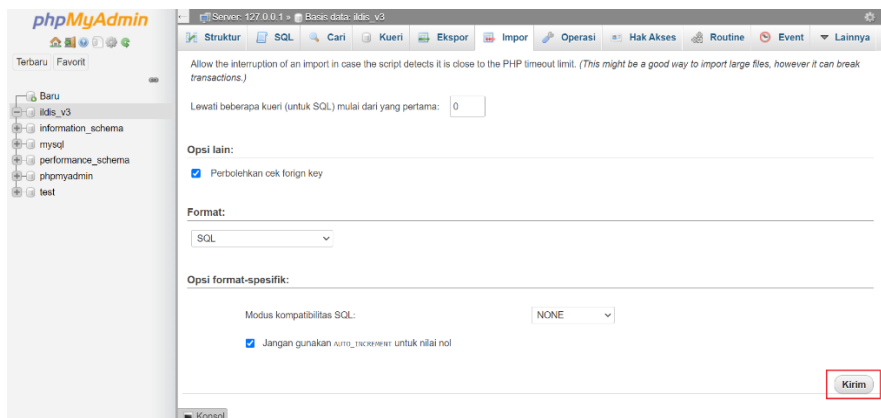 phpMyAdmin
Terbaru Favorit
Baru
ildis_v3
information_schema
mysql
performance_schema
phpmyadmin
test
Server: 127.0.0.1 » Basis data: ildis_v3
Struktur SQL Cari Kueri Ekspor Impor Operasi Hak Akses Routine Event Lainnya
Allow the interruption of an import in case the script detects it is close to the PHP timeout limit. (This might be a good way to import large files, however it can break
transactions.)
Lewati beberapa kueri (untuk SQL) mulai dari yang pertama: 0
Opsi lain:
Perbolehkan cek forign key
Format:
SQL
Opsi format-spesifik:
Modus kompatibilitas SQL: NONE
Jangan gunakan AUTO_INCREMENT untuk nilai nol
Kirim
Konsol